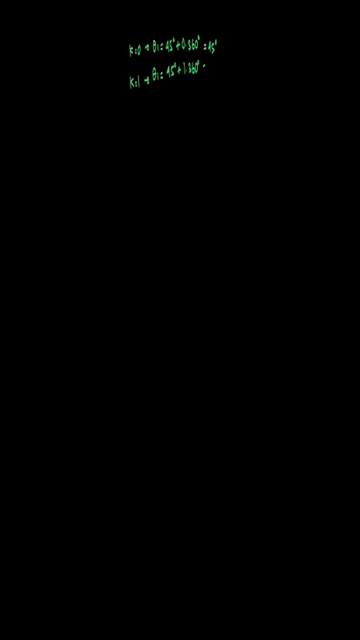 k=0 → θ₁ = 45° + 0.360° = 45°
k=1 → θ₁ = 45° + 1.360° -